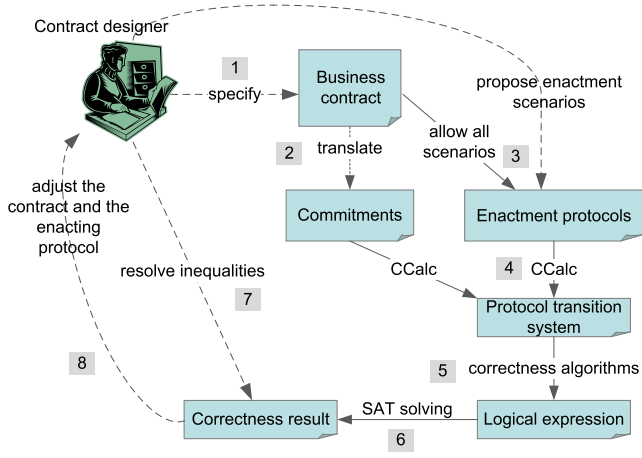 Contract designer
1
specify
Business
contract
propose enactment
scenarios
2
translate
allow all
scenarios
3
adjust the
contract and the
enacting
protocol
Commitments
Enactment protocols
resolve inequalities
7
CCalc
4
CCalc
Protocol transition
system
8
5
correctness algorithms
Correctness result
SAT solving
6
Logical expression